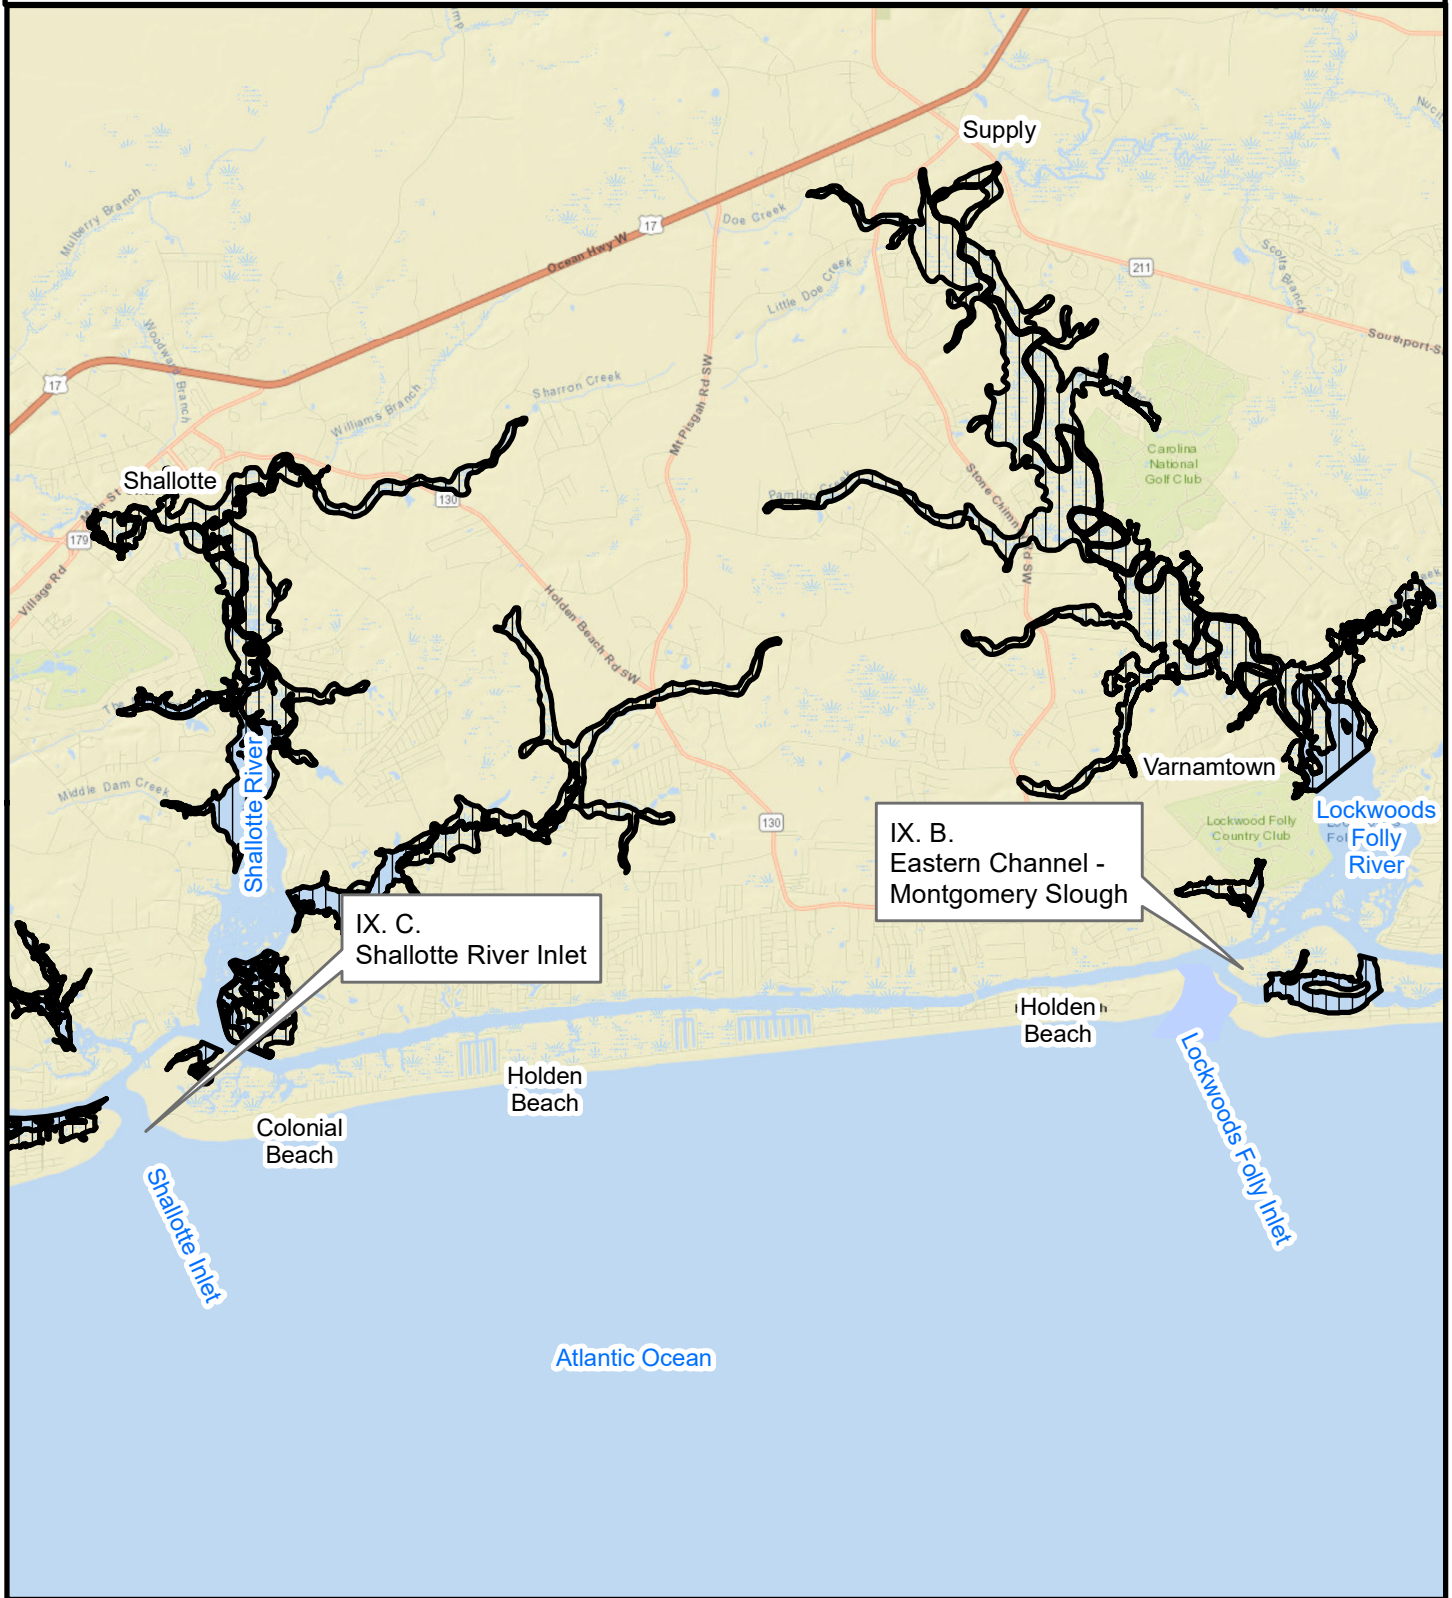 Supply
Mulberry Branch
17
Doe Creek
Ocean Hwy W
Little Doe Creek
211
Scotts Branch
Southport-S
Woodward Branch
17
Sharron Creek
Williams Branch
Mt Pisgah Rd SW
Carolina
National
Golf Club
Shallotte
Main St
130
Stone Chimn
Rd SW
179
Village Rd
Holden Beach Rd SW
Shallotte River
Middle Dam Creek
Varnamtown
130
Lockwood Folly
Country Club
Lockwoods
Folly
River
IX. B.
Eastern Channel -
Montgomery Slough
IX. C.
Shallotte River Inlet
Holden
Beach
Holden
Beach
Colonial
Beach
Lockwoods Folly Inlet
Shallotte Inlet
Atlantic Ocean